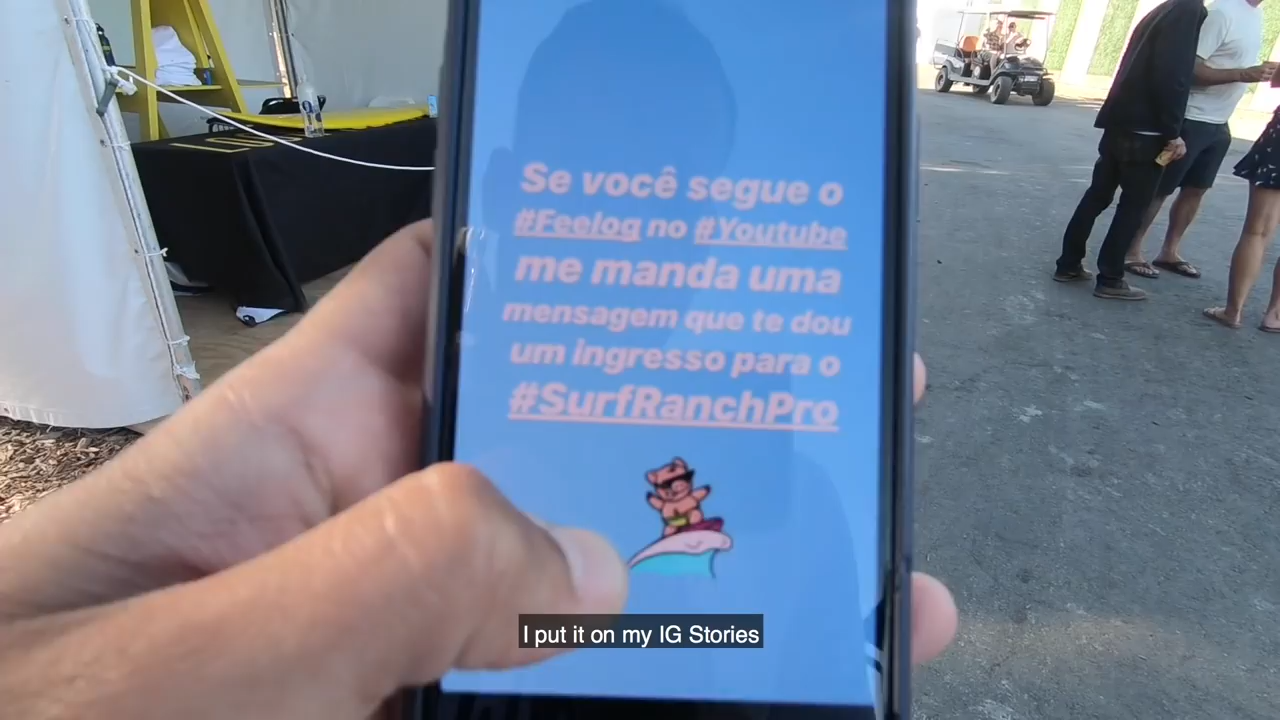 Se você segue o
#Feelog no #Youtube
me manda uma
mensagem que te dou
um ingresso para o
#SurfRanchPro
I put it on my IG Stories